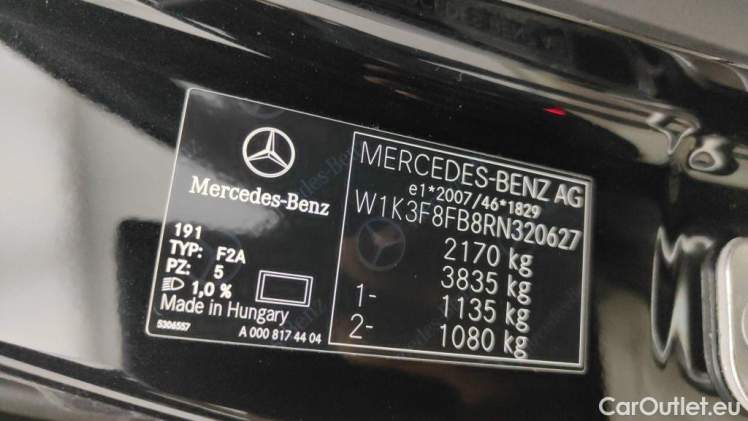 Mercedes-Benz
191
TYP: F2A
PZ: 5
1,0 %
Made in Hungary
5306557
A 000 817 44 04
MERCEDES-BENZ AG
e1*2007/46*1829
W1K3F8FB8RN320627
2170 kg
3835 kg
1- 1135 kg
2- 1080 kg
CarOutlet.eu